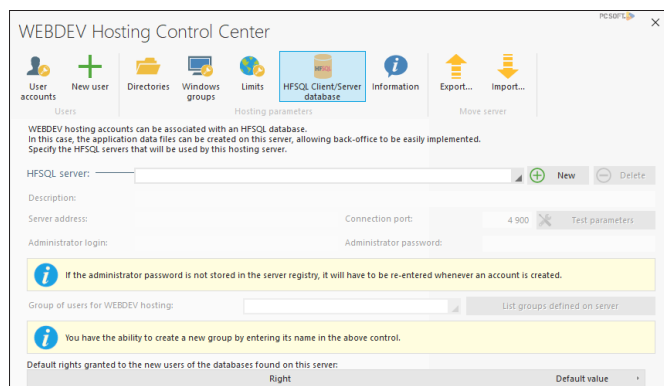 PC SOFT
WEBDEV Hosting Control Center
User accounts
New user
Directories
Windows groups
Limits
HFSQL
HFSQL Client/Server database
Information
Export...
Import...
Users
Hosting parameters
Move server
WEBDEV hosting accounts can be associated with an HFSQL database.
In this case, the application data files can be created on this server, allowing back-office to be easily implemented.
Specify the HFSQL servers that will be used by this hosting server.
HFSQL server:
New
Delete
Description:
Server address:
Connection port:
4 900
Test parameters
Administrator login:
Administrator password:
If the administrator password is not stored in the server registry, it will have to be re-entered whenever an account is created.
Group of users for WEBDEV hosting:
List groups defined on server
You have the ability to create a new group by entering its name in the above control.
Default rights granted to the new users of the databases found on this server:
Right
Default value